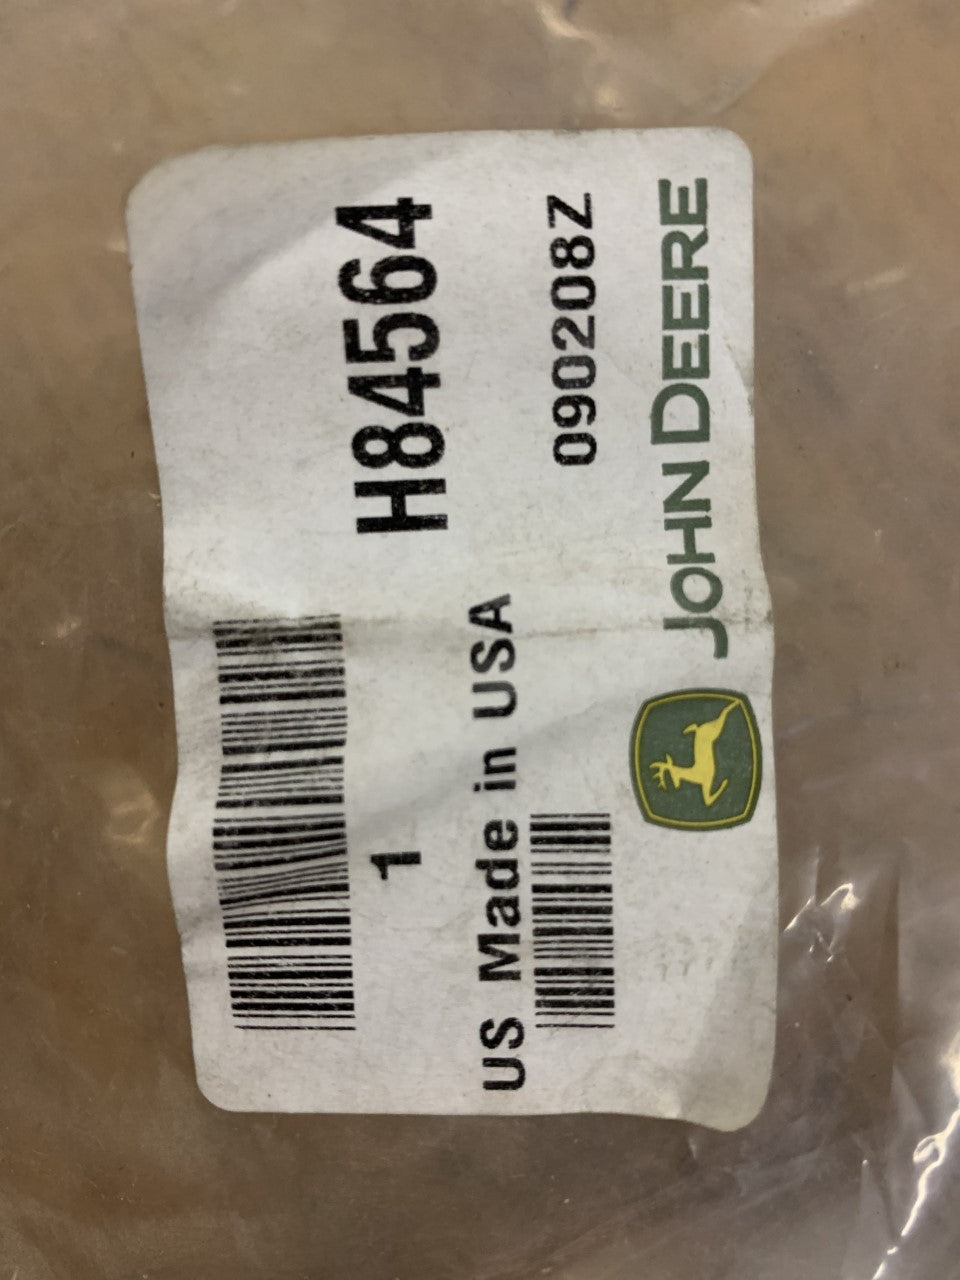 H84564
1
US Made in USA
090208Z
JOHN DEERE